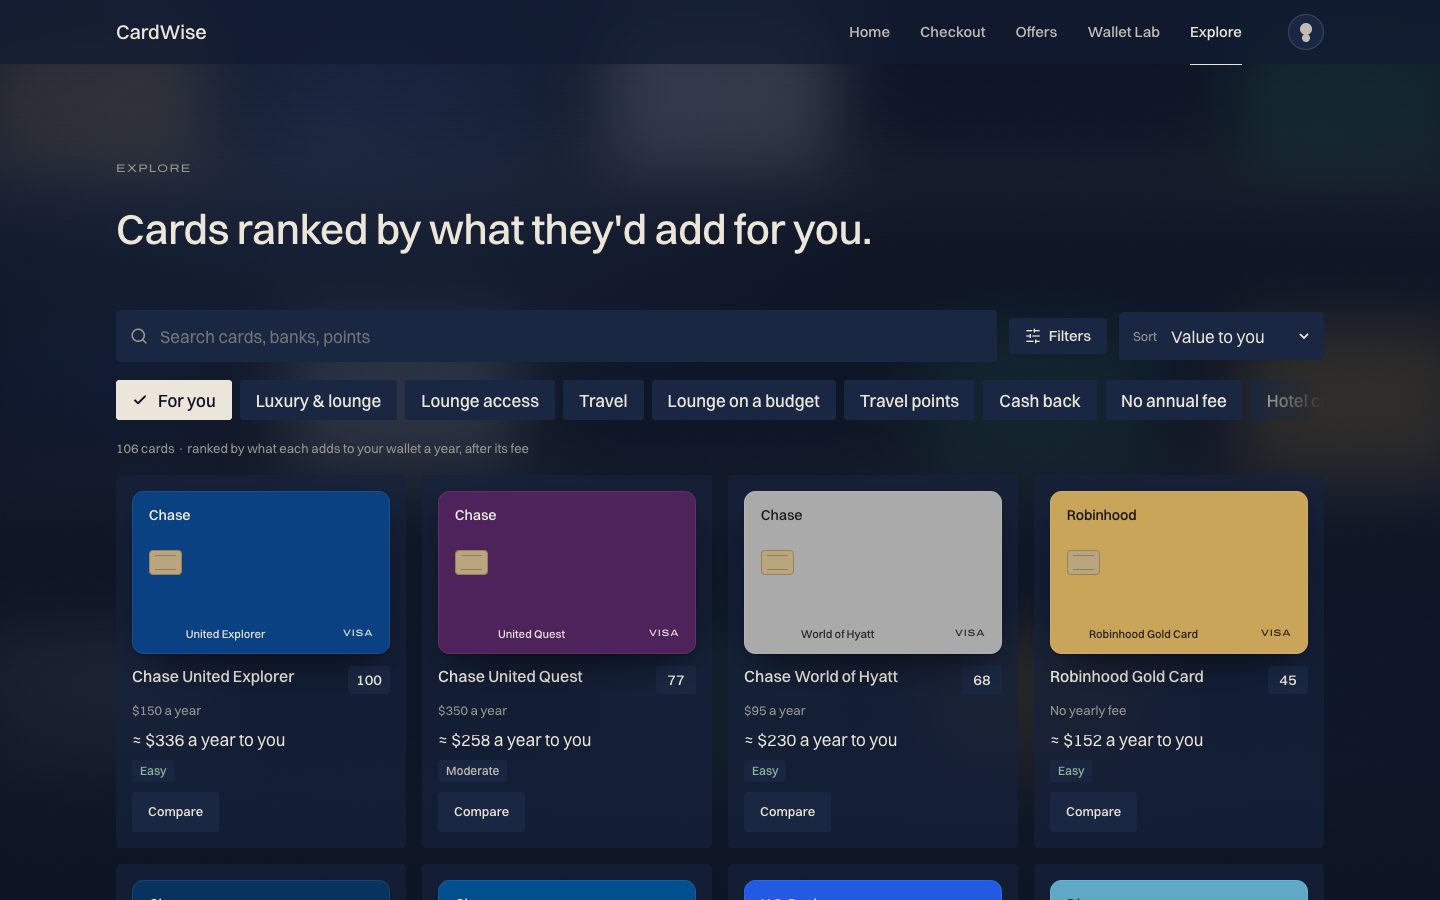 CardWise
Home
Checkout
Offers
Wallet Lab
Explore
EXPLORE
Cards ranked by what they'd add for you.
Search cards, banks, points
Filters
Sort
Value to you
For you
Luxury & lounge
Lounge access
Travel
Lounge on a budget
Travel points
Cash back
No annual fee
Hotel
106 cards · ranked by what each adds to your wallet a year, after its fee
Chase
United Explorer
VISA
Chase United Explorer
100
$150 a year
≈ $336 a year to you
Easy
Compare
Chase
United Quest
VISA
Chase United Quest
77
$350 a year
≈ $258 a year to you
Moderate
Compare
Chase
World of Hyatt
VISA
Chase World of Hyatt
68
$95 a year
≈ $230 a year to you
Easy
Compare
Robinhood
Robinhood Gold Card
VISA
Robinhood Gold Card
45
No yearly fee
≈ $152 a year to you
Easy
Compare